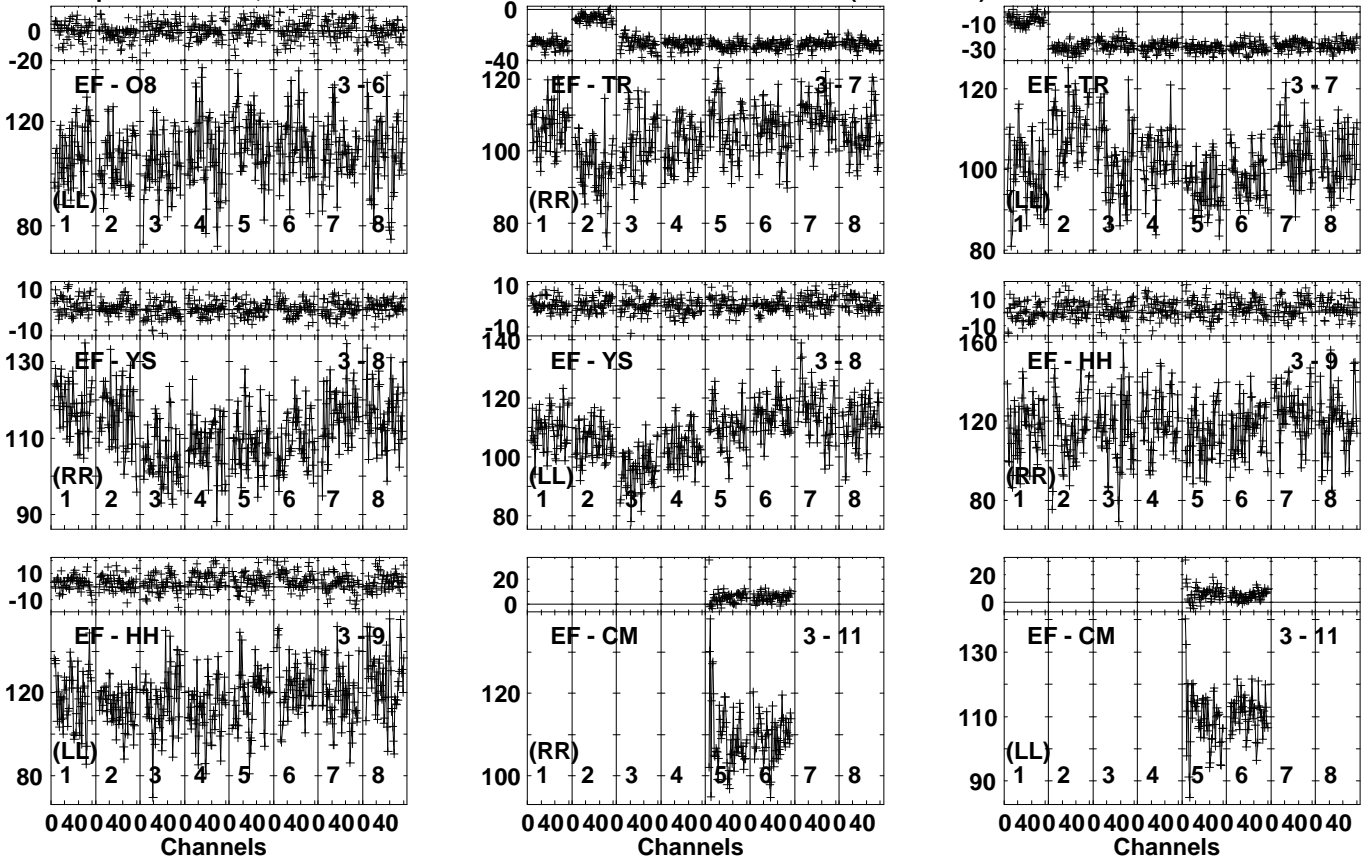 0
-20
EF - O8 3 - 6
120
80
(LL)
1 2 3 4 5 6 7 8
0
-40
EF - TR 3 - 7
120
100
80
(RR)
1 2 3 4 5 6 7 8
-10
-30
EF - TR 3 - 7
120
100
80
(LL)
1 2 3 4 5 6 7 8
10
-10
EF - YS 3 - 8
130
110
90
(RR)
1 2 3 4 5 6 7 8
10
-10
140
EF - YS 3 - 8
120
100
80
(LL)
1 2 3 4 5 6 7 8
10
-10
160
EF - HH 3 - 9
120
80
(RR)
1 2 3 4 5 6 7 8
10
-10
EF - HH 3 - 9
120
80
(LL)
1 2 3 4 5 6 7 8
0 40 0 40 0 40 0 40 0 40 0 40 0 40 0 40
Channels
20
0
EF - CM 3 - 11
120
100
(RR)
1 2 3 4 5 6 7 8
0 40 0 40 0 40 0 40 0 40 0 40 0 40 0 40
Channels
20
0
EF - CM 3 - 11
130
110
90
(LL)
1 2 3 4 5 6 7 8
0 40 0 40 0 40 0 40 0 40 0 40 0 40 0 40
Channels